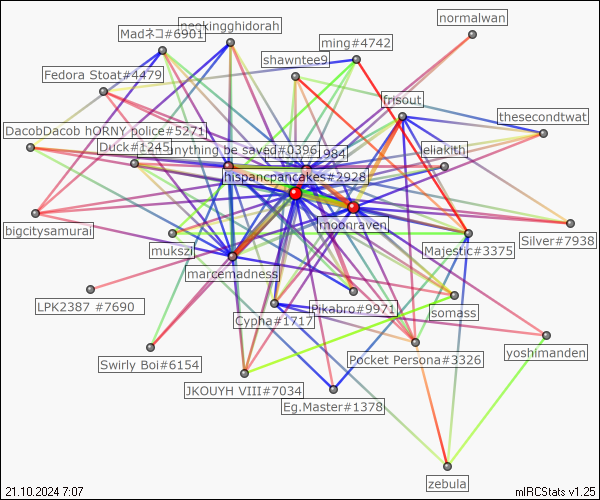 normalwan
peekingghidorah
Madネコ#6901
ming#4742
shawntee9
Fedora Stoat#4479
frisout
thesecondtwat
DacobDacob hORNY police#5271
Duck#1245
anything be saved#0396
984
eliakith
hispancpancakes#2928
moonraven
bigcitysamurai
mukszi
Majestic#3375
Silver#7938
marcemadness
LPK2387 #7690
Pikabro#9971
somass
Cypha#1717
yoshimanden
Swirly Boi#6154
Pocket Persona#3326
JKOUYH VIII#7034
Eg.Master#1378
zebula
21.10.2024 7:07
mIRCStats v1.25